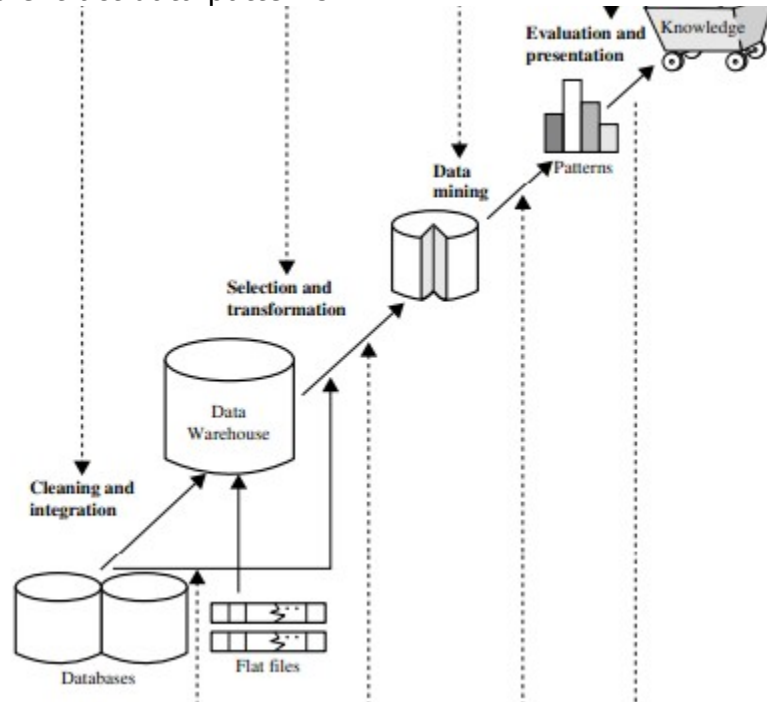 Evaluation and
presentation
Knowledge
Patterns
Data
mining
Selection and
transformation
Data
Warehouse
Cleaning and
integration
Flat files
Databases